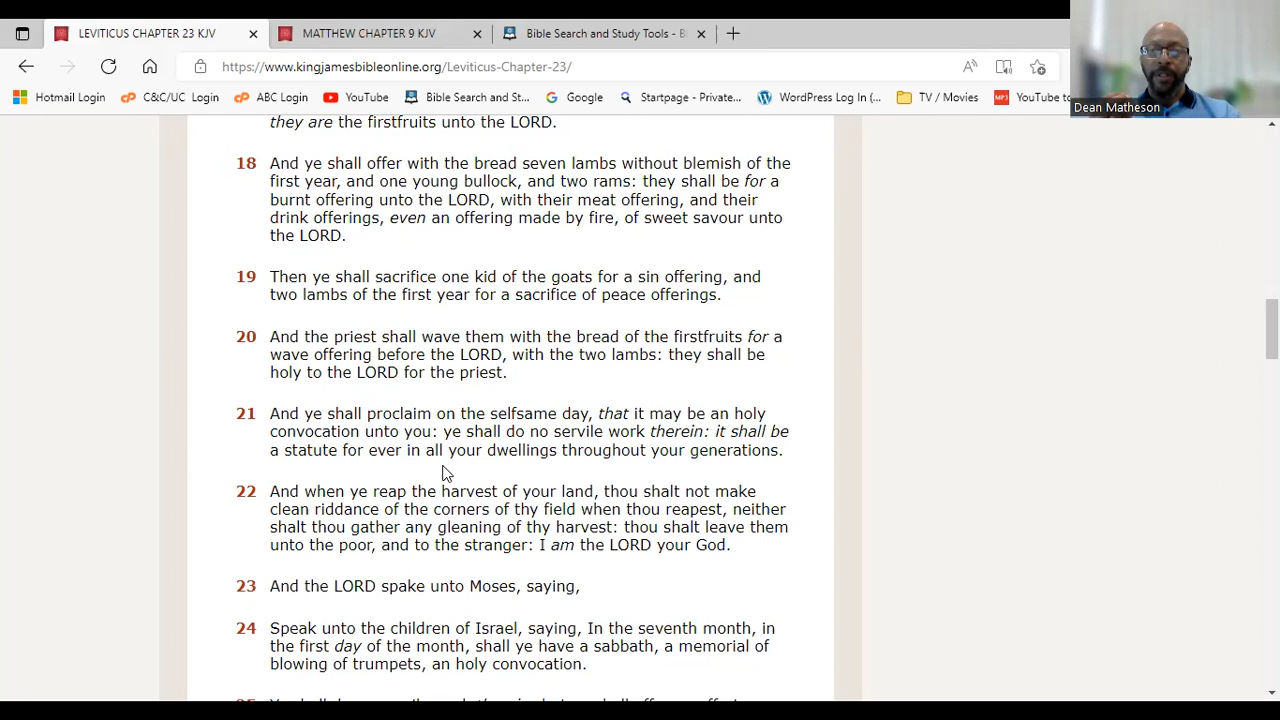 LEVITICUS CHAPTER 23 KJV
MATTHEW CHAPTER 9 KJV
Bible Search and Study Tools - Bl
https://www.kingjamesbibleonline.org/Leviticus-Chapter-23/
Hotmail Login
C&C/UC Login
ABC Login
YouTube
Bible Search and St...
Google
Startpage - Private...
WordPress Log In (...
TV / Movies
YouTube to
Dean Matheson
they are the firstfruits unto the LORD.
18 And ye shall offer with the bread seven lambs without blemish of the
first year, and one young bullock, and two rams: they shall be for a
burnt offering unto the LORD, with their meat offering, and their
drink offerings, even an offering made by fire, of sweet savour unto
the LORD.
19 Then ye shall sacrifice one kid of the goats for a sin offering, and
two lambs of the first year for a sacrifice of peace offerings.
20 And the priest shall wave them with the bread of the firstfruits for a
wave offering before the LORD, with the two lambs: they shall be
holy to the LORD for the priest.
21 And ye shall proclaim on the selfsame day, that it may be an holy
convocation unto you: ye shall do no servile work therein: it shall be
a statute for ever in all your dwellings throughout your generations.
22 And when ye reap the harvest of your land, thou shalt not make
clean riddance of the corners of thy field when thou reapest, neither
shalt thou gather any gleaning of thy harvest: thou shalt leave them
unto the poor, and to the stranger: I am the LORD your God.
23 And the LORD spake unto Moses, saying,
24 Speak unto the children of Israel, saying, In the seventh month, in
the first day of the month, shall ye have a sabbath, a memorial of
blowing of trumpets, an holy convocation.